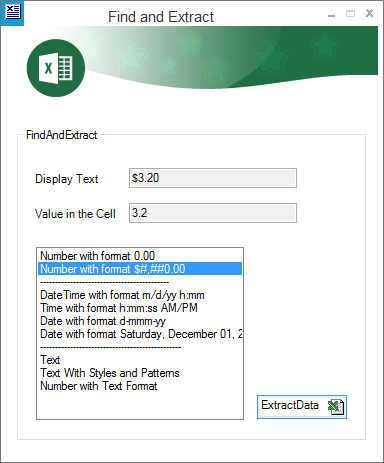 Find and Extract
FindAndExtract
Display Text
$3.20
Value in the Cell
3.2
Number with format 0.00
Number with format $#,##0.00
------------------------------------------
DateTime with format m/d/yy h:mm
Time with format h:mm:ss AM/PM
Date with format d-mmm-yy
Date with format Saturday, December 01, 2
----------------------------------------------
Text
Text With Styles and Patterns
Number with Text Format
ExtractData